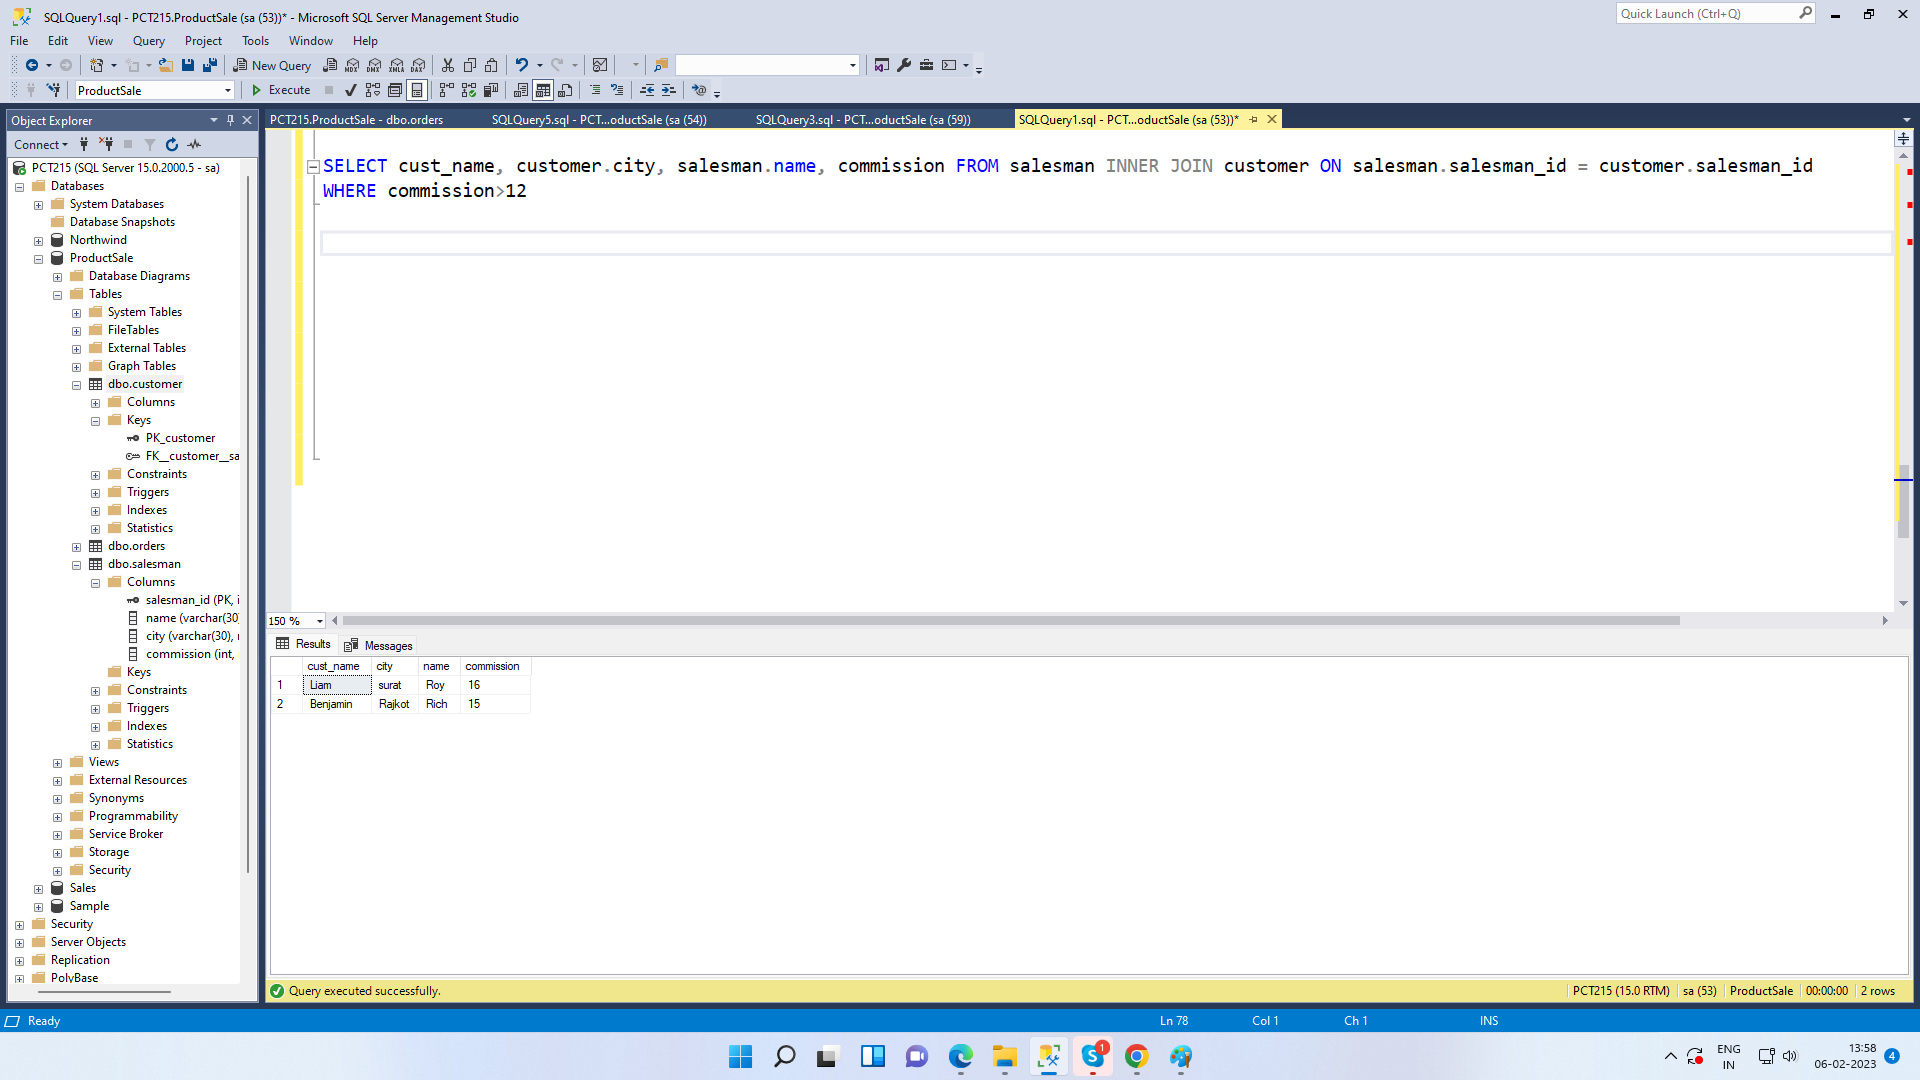 SQLQuery1.sql - PCT215.ProductSale (sa (53))* - Microsoft SQL Server Management Studio
Quick Launch (Ctrl+Q)
File Edit View Query Project Tools Window Help
New Query
MDX DMX XMLA DAX
ProductSale
Execute
Object Explorer
PCT215.ProductSale - dbo.orders
SQLQuery5.sql - PCT...oductSale (sa (54))
SQLQuery3.sql - PCT...oductSale (sa (59))
SQLQuery1.sql - PCT...oductSale (sa (53))*
Connect
PCT215 (SQL Server 15.0.2000.5 - sa)
Databases
System Databases
Database Snapshots
Northwind
ProductSale
Database Diagrams
Tables
System Tables
FileTables
External Tables
Graph Tables
dbo.customer
Columns
Keys
PK_customer
FK__customer__sa
Constraints
Triggers
Indexes
Statistics
dbo.orders
dbo.salesman
Columns
salesman_id (PK, i
name (varchar(30)
city (varchar(30), 
commission (int,
Keys
Constraints
Triggers
Indexes
Statistics
Views
External Resources
Synonyms
Programmability
Service Broker
Storage
Security
Sales
Sample
Security
Server Objects
Replication
PolyBase
SELECT cust_name, customer.city, salesman.name, commission FROM salesman INNER JOIN customer ON salesman.salesman_id = customer.salesman_id
WHERE commission>12
150 %
Results Messages
cust_name city name commission
1 Liam surat Roy 16
2 Benjamin Rajkot Rich 15
Query executed successfully.
PCT215 (15.0 RTM) sa (53) ProductSale 00:00:00 2 rows
Ready
Ln 78 Col 1 Ch 1 INS
1
ENG
IN
13:58
06-02-2023
4